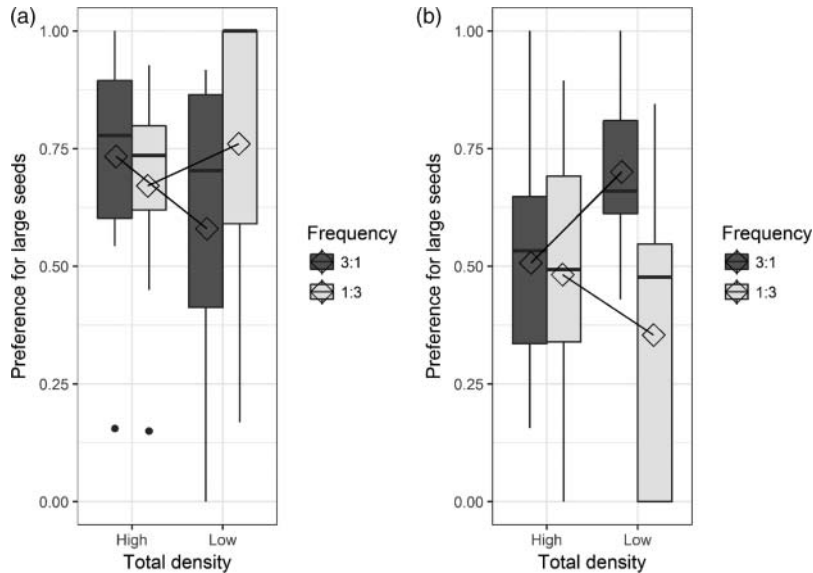 (a)
Preference for large seeds
1.00
0.75
0.50
0.25
0.00
High Low
Total density
Frequency
3:1
1:3
(b)
Preference for large seeds
1.00
0.75
0.50
0.25
0.00
High Low
Total density
Frequency
3:1
1:3